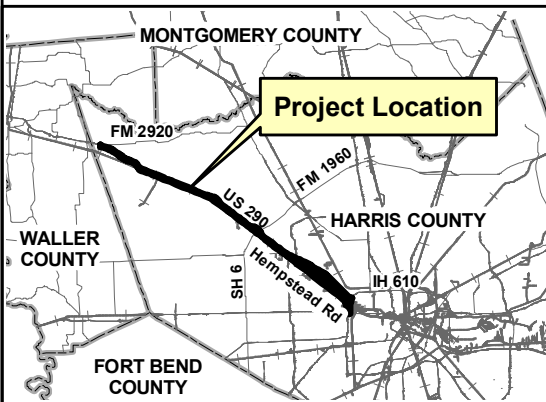 MONTGOMERY COUNTY
Project Location
FM 2920
FM 1960
US 290
HARRIS COUNTY
WALLER
COUNTY
SH 6
Hempstead Rd
IH 610
FORT BEND
COUNTY